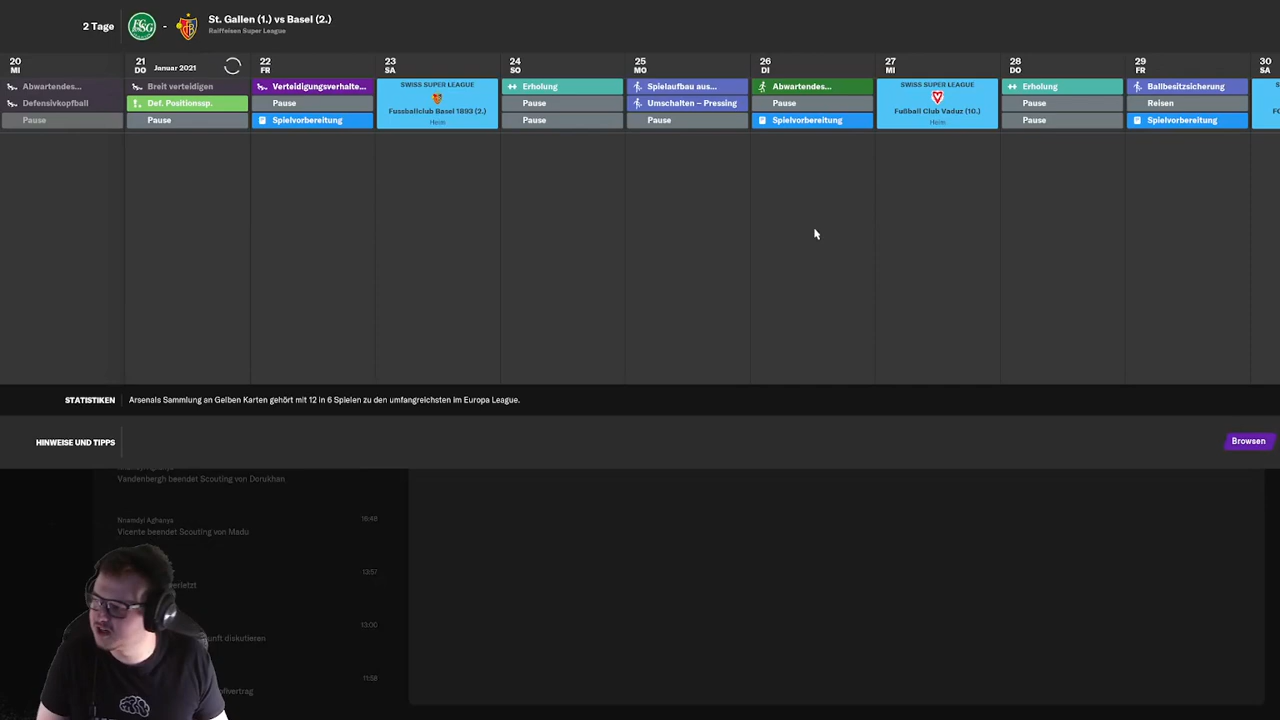 2 Tage
St. Gallen (1.) vs Basel (2.)
Raiffeisen Super League
20
MI
21
DO
Januar 2021
22
FR
23
SA
24
SO
25
MO
26
DI
27
MI
28
DO
29
FR
30
SA
Abwartendes...
Defensivkopfball
Pause
Breit verteidigen
Def. Positionssp.
Pause
Verteidigungsverhalte...
Pause
Spielvorbereitung
SWISS SUPER LEAGUE
Fussballclub Basel 1893 (2.)
Heim
Erholung
Pause
Pause
Spielaufbau aus...
Umschalten – Pressing
Pause
Abwartendes...
Pause
Spielvorbereitung
SWISS SUPER LEAGUE
Fußball Club Vaduz (10.)
Heim
Erholung
Pause
Pause
Ballbesitzsicherung
Reisen
Spielvorbereitung
STATISTIKEN
Arsenals Sammlung an Gelben Karten gehört mit 12 in 6 Spielen zu den umfangreichsten im Europa League.
HINWEISE UND TIPPS
Browsen
Vandenbergh beendet Scouting von Dorukhan
Nnamdyi Aghanya
16:48
Vicente beendet Scouting von Madu
13:57
erletzt
13:00
unft diskutieren
11:58
ofivertrag